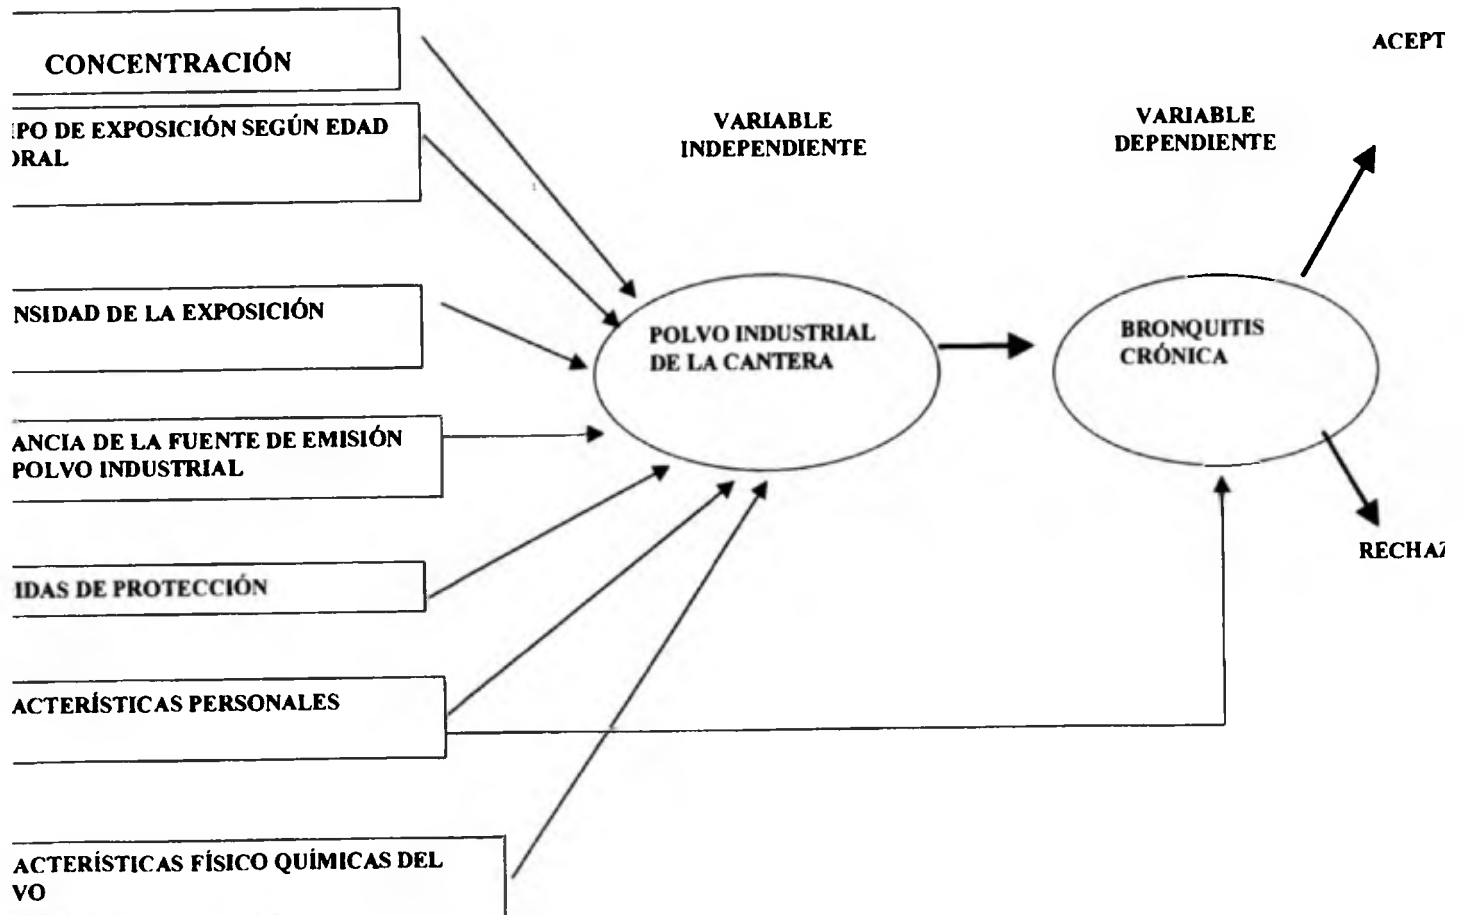 CONCENTRACIÓN
IPO DE EXPOSICIÓN SEGÚN EDAD
ORAL
NSIDAD DE LA EXPOSICIÓN
ANCIA DE LA FUENTE DE EMISIÓN
POLVO INDUSTRIAL
IDAS DE PROTECCIÓN
ACTERÍSTICAS PERSONALES
ACTERÍSTICAS FÍSICO QUÍMICAS DEL
VO
VARIABLE
INDEPENDIENTE
POLVO INDUSTRIAL
DE LA CANTERA
VARIABLE
DEPENDIENTE
BRONQUITIS
CRÓNICA
ACEPT
RECHAZ